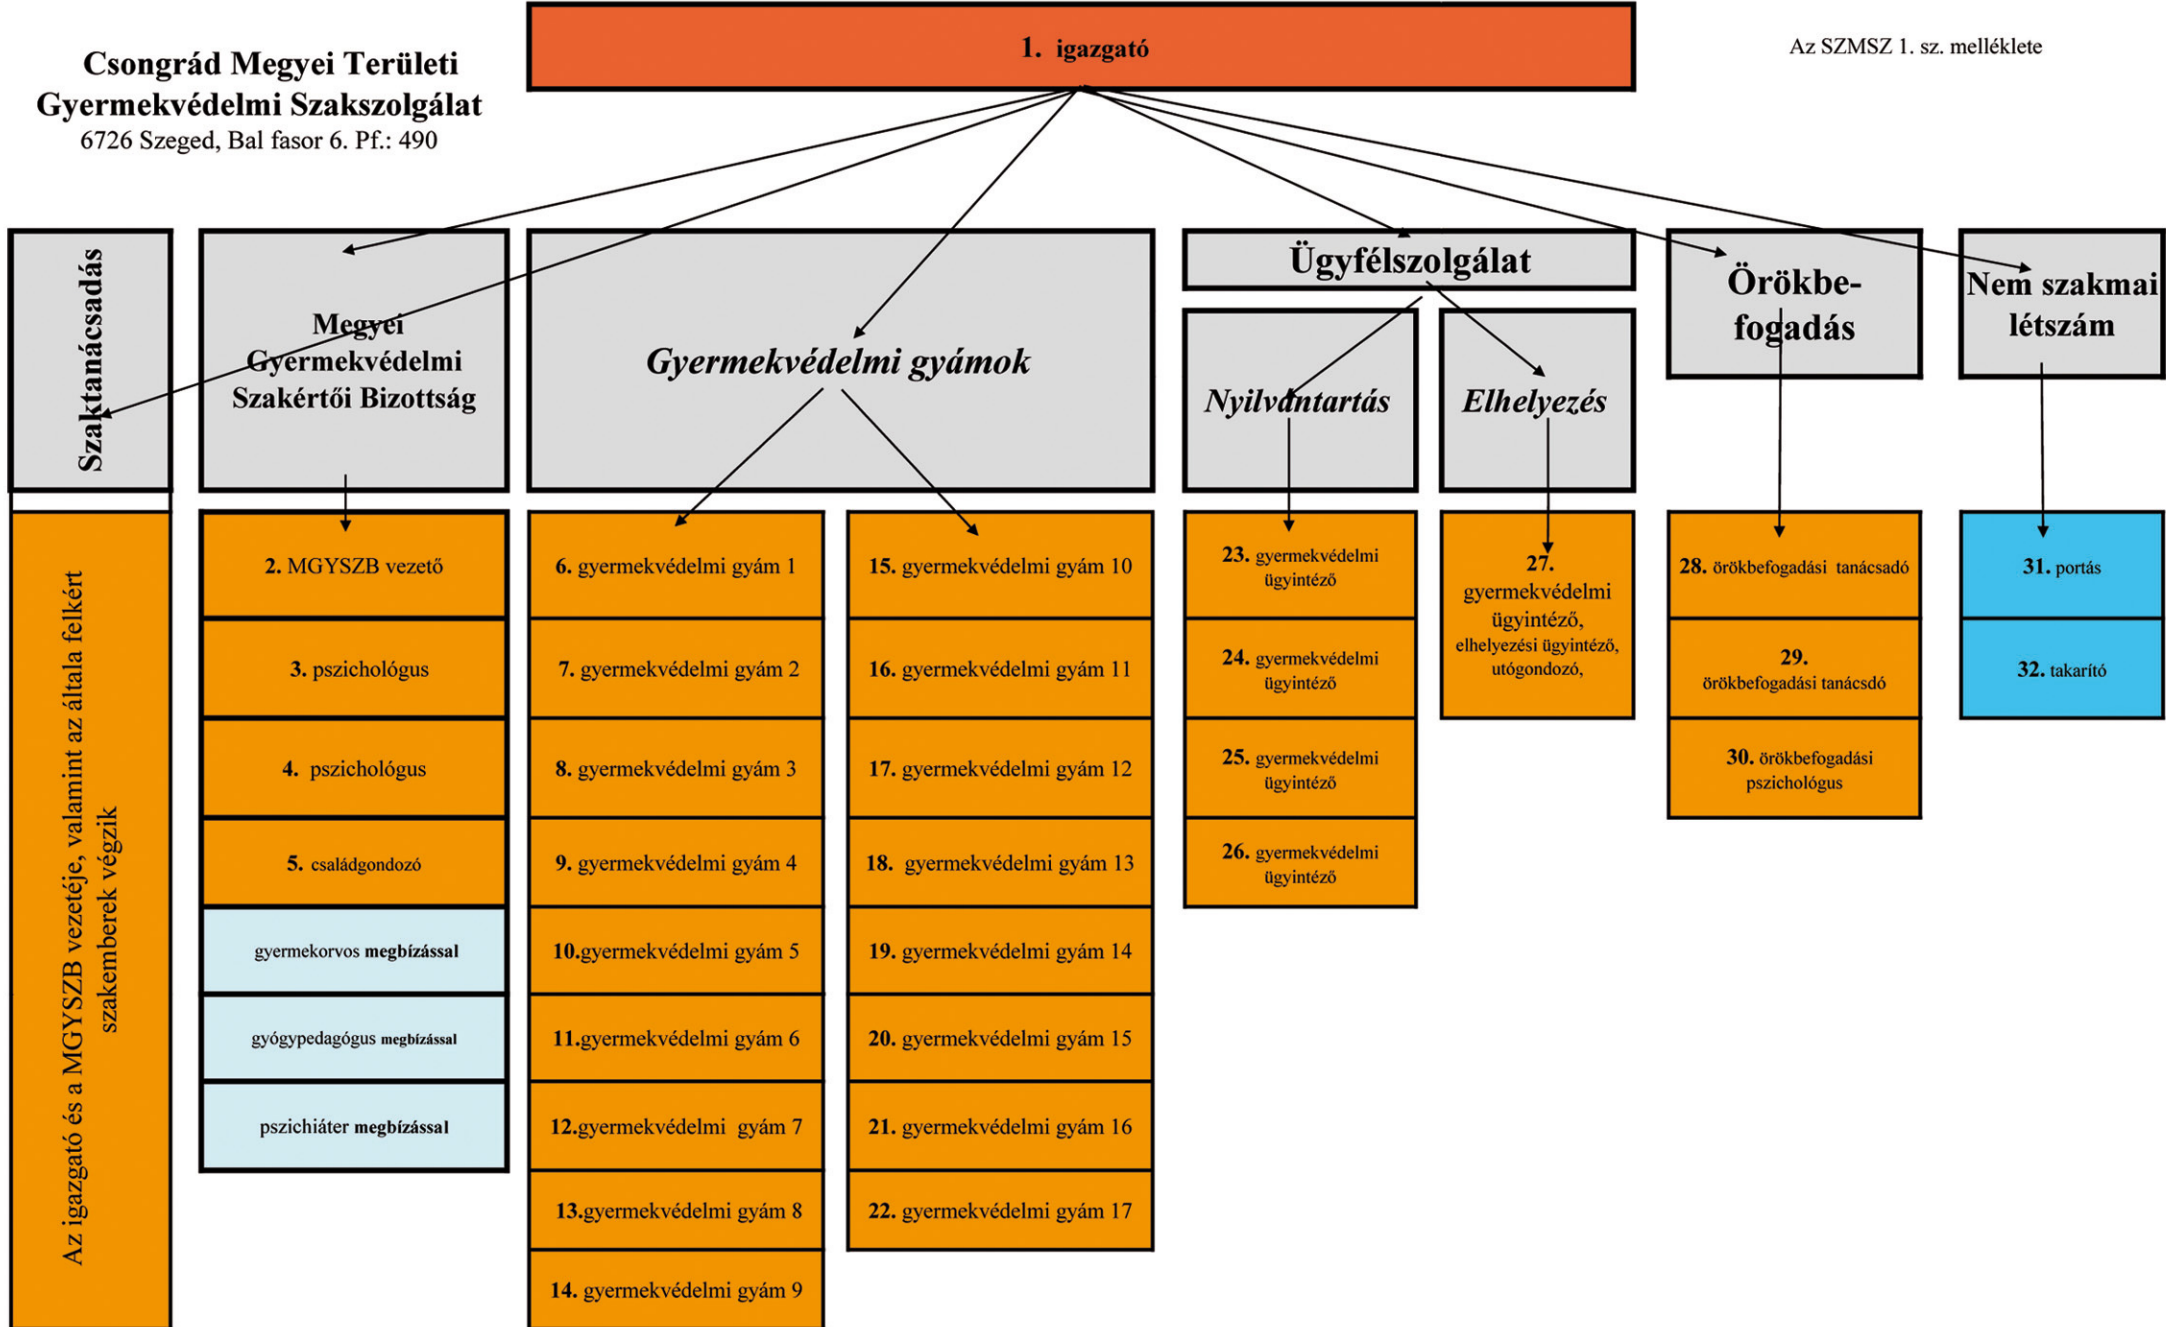 Csongrád Megyei Területi
Gyermekvédelmi Szakszolgálat
6726 Szeged, Bal fasor 6. Pf.: 490
1. igazgató
Az SZMSZ 1. sz. melléklete
Szaktanácsadás
Az igazgató és a MGYSZB vezetéje, valamint az általa felkért
szakemberek végzik
Megyei
Gyermekvédelmi
Szakértői Bizottság
2. MGYSZB vezető
3. pszichológus
4. pszichológus
5. családgondozó
gyermekorvos megbízással
gyógypedagógus megbízással
pszichiáter megbízással
Gyermekvédelmi gyámok
6. gyermekvédelmi gyám 1
7. gyermekvédelmi gyám 2
8. gyermekvédelmi gyám 3
9. gyermekvédelmi gyám 4
10.gyermekvédelmi gyám 5
11.gyermekvédelmi gyám 6
12.gyermekvédelmi gyám 7
13.gyermekvédelmi gyám 8
14. gyermekvédelmi gyám 9
15. gyermekvédelmi gyám 10
16. gyermekvédelmi gyám 11
17. gyermekvédelmi gyám 12
18. gyermekvédelmi gyám 13
19. gyermekvédelmi gyám 14
20. gyermekvédelmi gyám 15
21. gyermekvédelmi gyám 16
22. gyermekvédelmi gyám 17
Ügyfélszolgálat
Nyilvántartás
23. gyermekvédelmi
ügyintéző
24. gyermekvédelmi
ügyintéző
25. gyermekvédelmi
ügyintéző
26. gyermekvédelmi
ügyintéző
Elhelyezés
27.
gyermekvédelmi
ügyintéző,
elhelyezési ügyintéző,
utógondozó,
Örökbe-
fogadás
28. örökbefogadási tanácsadó
29.
örökbefogadási tanácsdó
30. örökbefogadási
pszichológus
Nem szakmai
létszám
31. portás
32. takarító